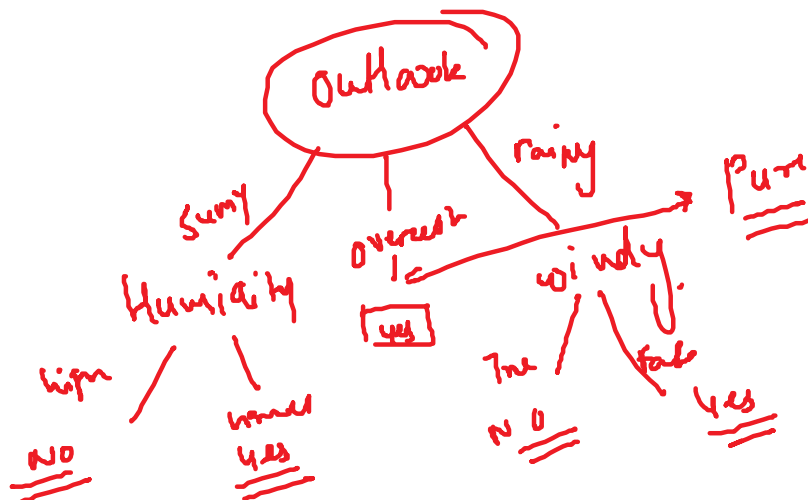 Outlook
rainy
Pure
Sunny
Overcast
Humidity
windy
yes
high
normal
True
false
NO
yes
NO
yes